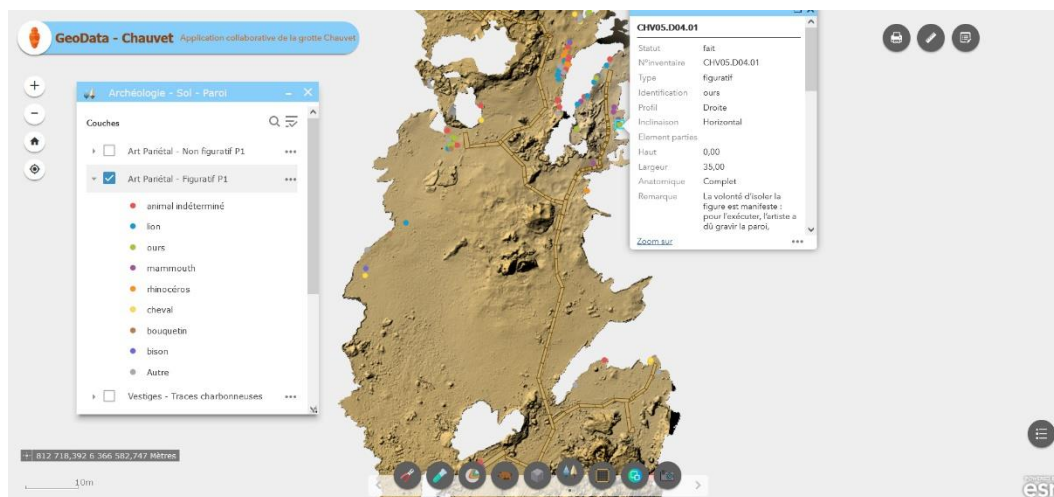 GeoData - Chauvet Application collaborative de la grotte Chauvet
Archéologie - Sol - Paroi
Couches
Art Pariétal - Non figuratif P1
Art Pariétal - Figuratif P1
animal indéterminé
lion
ours
mammouth
rhinocéros
cheval
bouquetin
bison
Autre
Vestiges - Traces charbonneuses
CHV05.D04.01
Statut fait
N°inventaire CHV05.D04.01
Type figuratif
Identification ours
Profil Droite
Inclinaison Horizontal
Element parties
Haut 0,00
Largeur 35,00
Anatomique Complet
Remarque La volonté d'isoler la
figure est manifeste :
pour l'exécuter, l'artiste a
dû gravir la paroi,
Zoom sur
812 718,392 6 366 582,747 Mètres
10m
esri